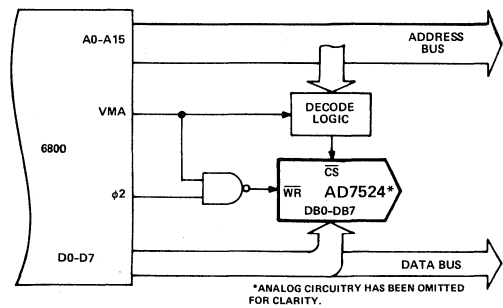 A0-A15
ADDRESS
BUS
VMA
DECODE
LOGIC
6800
CS
WR
AD7524*
DB0-DB7
ϕ2
D0-D7
DATA BUS
*ANALOG CIRCUITRY HAS BEEN OMITTED
FOR CLARITY.